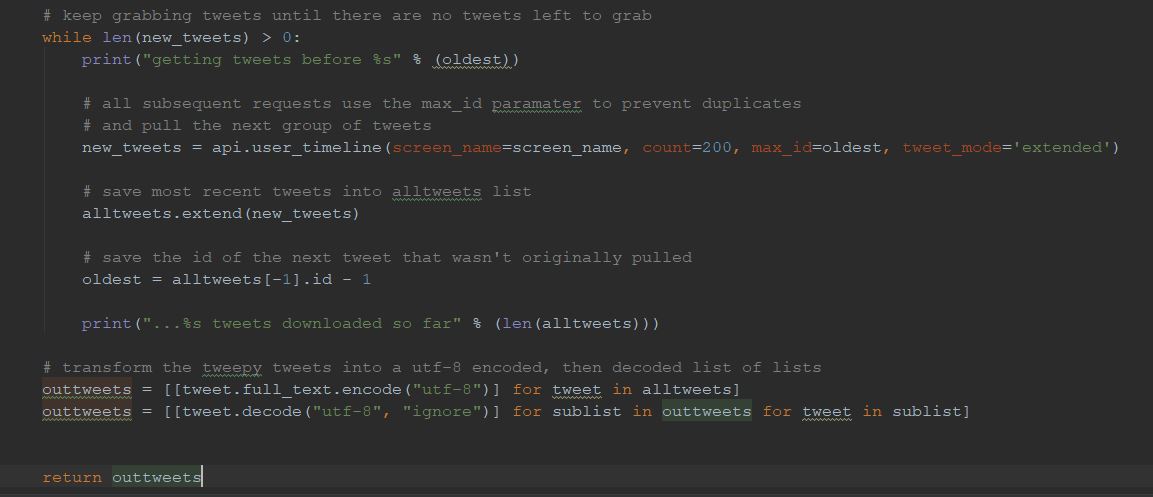 # keep grabbing tweets until there are no tweets left to grab
while len(new_tweets) > 0:
print("getting tweets before %s" % (oldest))
# all subsequent requests use the max_id paramater to prevent duplicates
# and pull the next group of tweets
new_tweets = api.user_timeline(screen_name=screen_name, count=200, max_id=oldest, tweet_mode='extended')
# save most recent tweets into alltweets list
alltweets.extend(new_tweets)
# save the id of the next tweet that wasn't originally pulled
oldest = alltweets[-1].id - 1
print("...%s tweets downloaded so far" % (len(alltweets)))
# transform the tweepy tweets into a utf-8 encoded, then decoded list of lists
outtweets = [[tweet.full_text.encode("utf-8")] for tweet in alltweets]
outtweets = [[tweet.decode("utf-8", "ignore")] for sublist in outtweets for tweet in sublist]
return outtweets